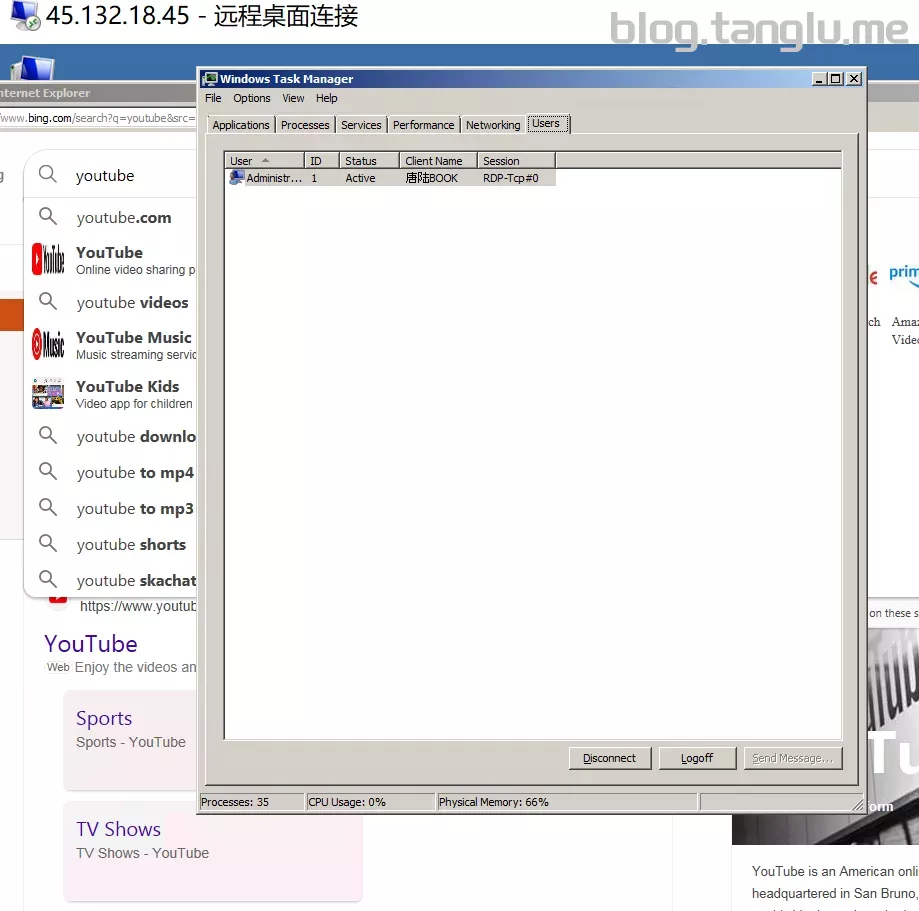 45.132.18.45 - 远程桌面连接
blog.tanglu.me
Windows Task Manager
nternet Explorer
File Options View Help
www.bing.com/search?q=youtube&src=
Applications Processes Services Performance Networking Users
User ID Status Client Name Session
Administr... 1 Active 唐陆BOOK RDP-Tcp#0
youtube
youtube.com
YouTube
YouTube
Online video sharing p
youtube videos
Music
YouTube Music
Music streaming servic
YouTube Kids
Video app for children
youtube downlo
youtube to mp4
youtube to mp3
youtube shorts
youtube skachat
https://www.youtub
YouTube
Web Enjoy the videos an
Sports
Sports - YouTube
TV Shows
TV Shows - YouTube
prim
ch Amaz
Video
on these s
Disconnect Logoff Send Message...
Processes: 35 CPU Usage: 0% Physical Memory: 66%
Tu
form
YouTube is an American onli
headquartered in San Bruno,